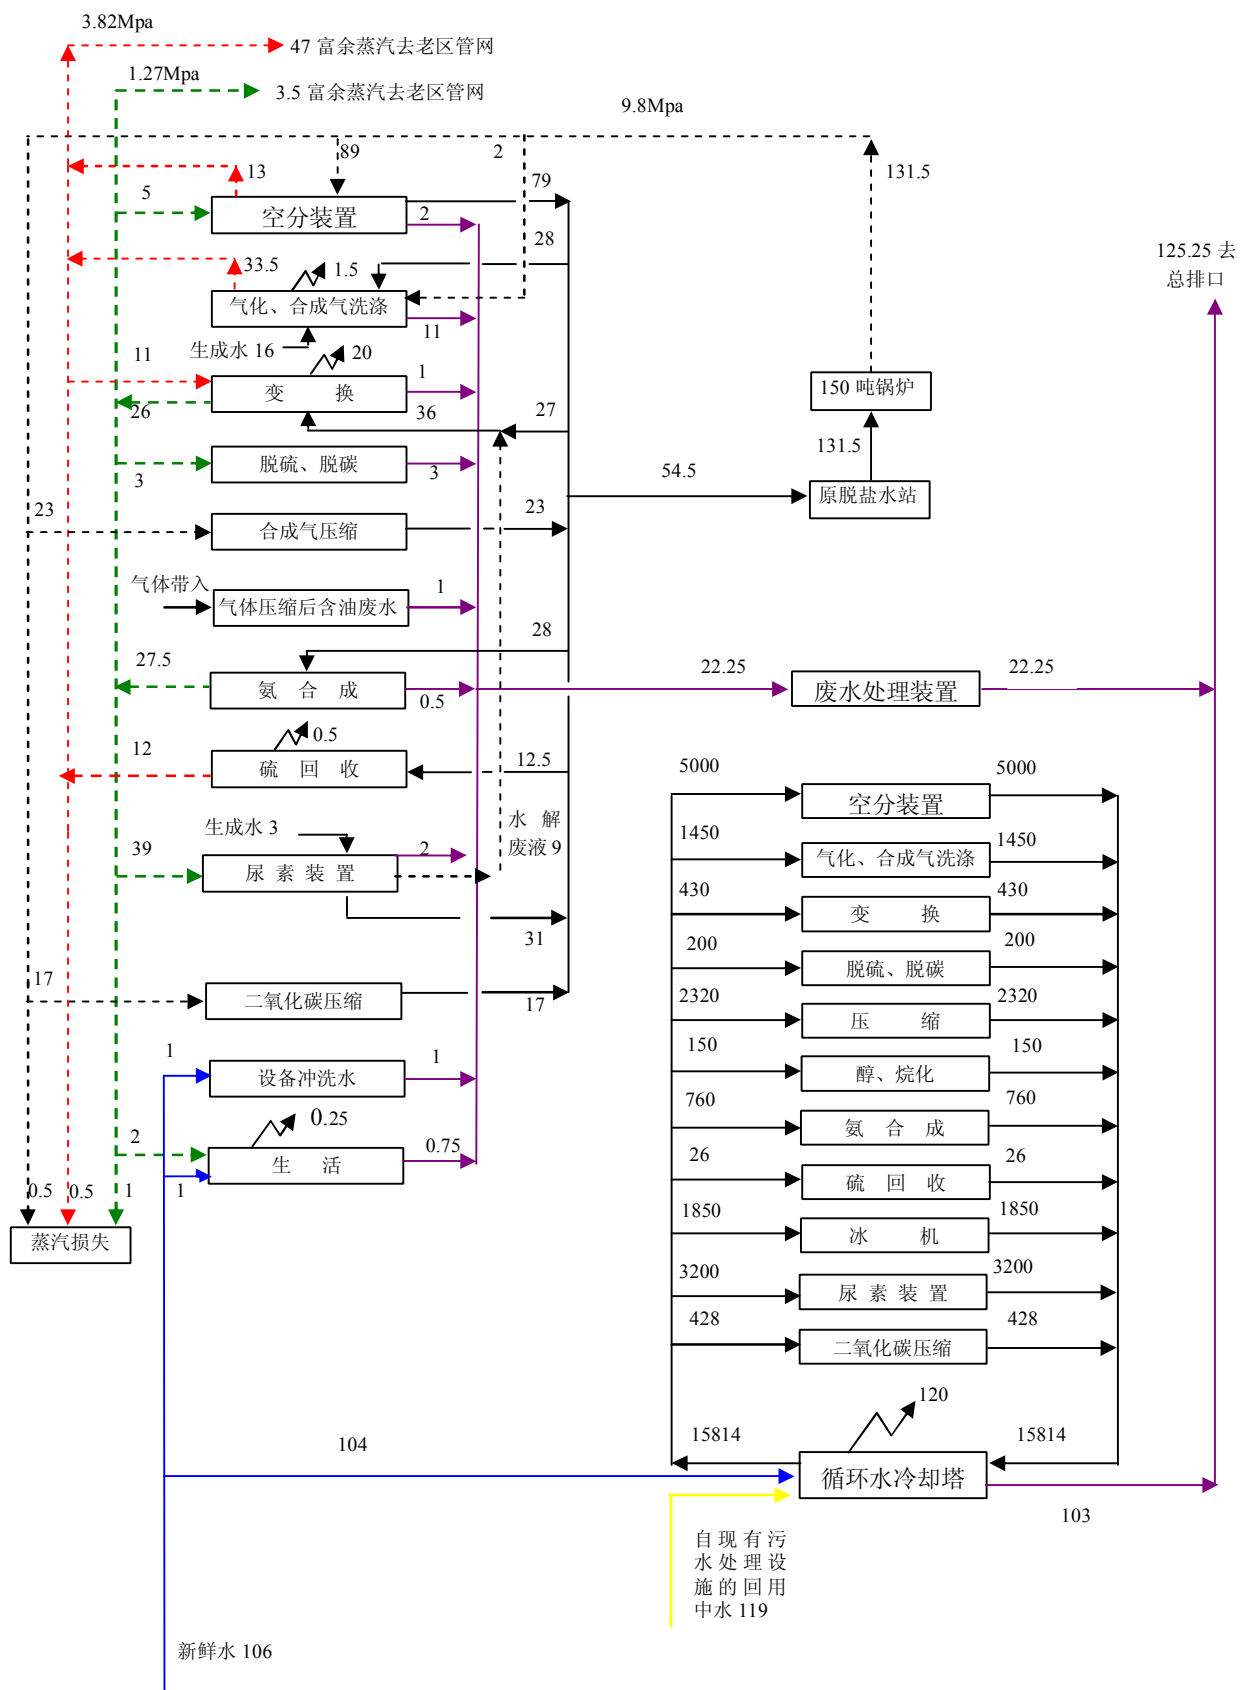 3.82Mpa
47 富余蒸汽去老区管网
1.27Mpa
3.5 富余蒸汽去老区管网
9.8Mpa
89
2
13
131.5
5
79
空分装置
2
28
125.25 去
总排口
33.5
1.5
气化、合成气洗涤
11
生成水 16
20
11
1
变 换
150 吨锅炉
26
36
27
131.5
脱硫、脱碳
3
3
54.5
原脱盐水站
23
23
合成气压缩
气体带入
1
气体压缩后含油废水
28
27.5
22.25
22.25
氨 合 成
0.5
废水处理装置
12
0.5
12.5
硫 回 收
5000
5000
空分装置
生成水 3
水 解
废液 9
39
2
尿 素 装 置
1450
1450
气化、合成气洗涤
430
430
变 换
31
200
200
脱硫、脱碳
17
二氧化碳压缩
17
2320
2320
压 缩
1
1
设备冲洗水
150
150
醇、烷化
0.25
760
760
氨 合 成
2
0.75
生 活
1
26
26
硫 回 收
0.5
0.5
1
蒸汽损失
1850
1850
冰 机
3200
3200
尿 素 装 置
428
428
二氧化碳压缩
120
104
15814
15814
循环水冷却塔
103
自 现 有 污
水 处 理 设
施 的 回 用
中水 119
新鲜水 106